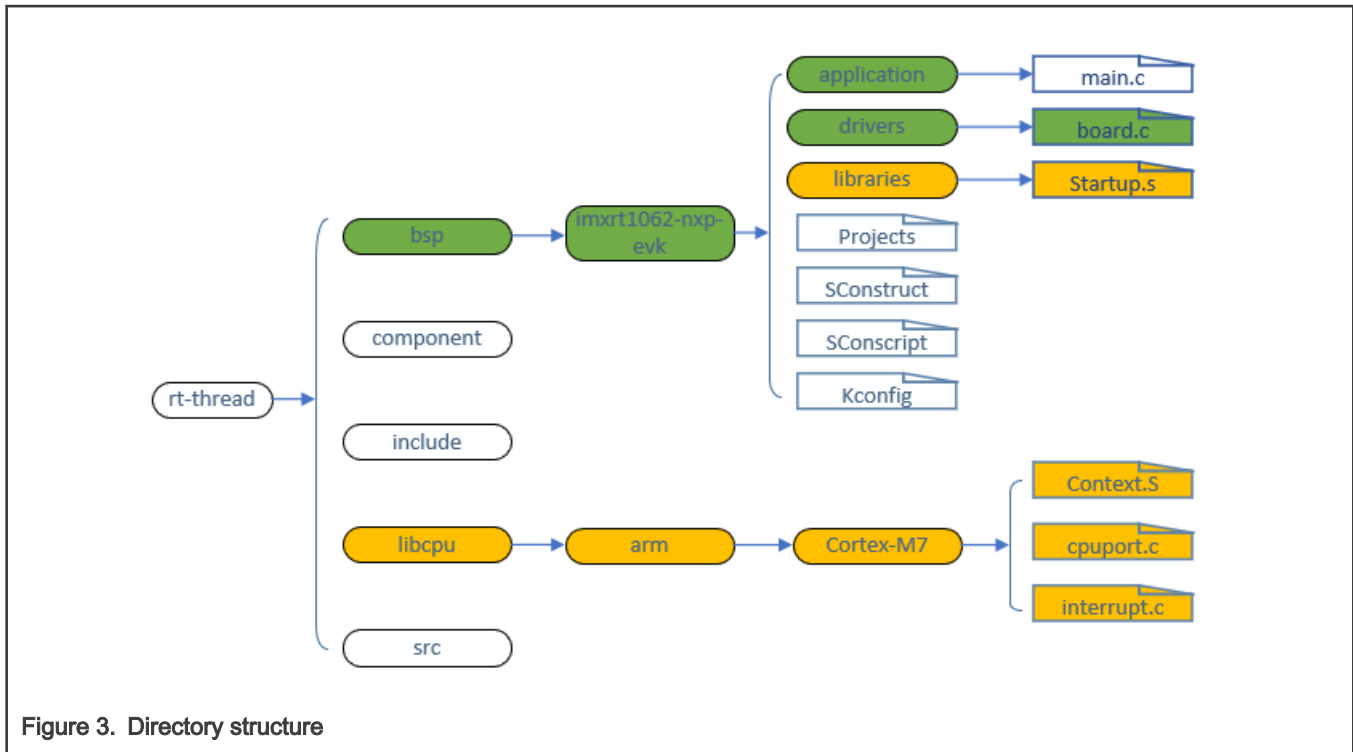 application
main.c
drivers
board.c
libraries
Startup.s
bsp
imxrt1062-nxp-
evk
Projects
SConstruct
component
SConscript
rt-thread
Kconfig
include
Context.S
libcpu
arm
Cortex-M7
cpuport.c
interrupt.c
src
Figure 3. Directory structure